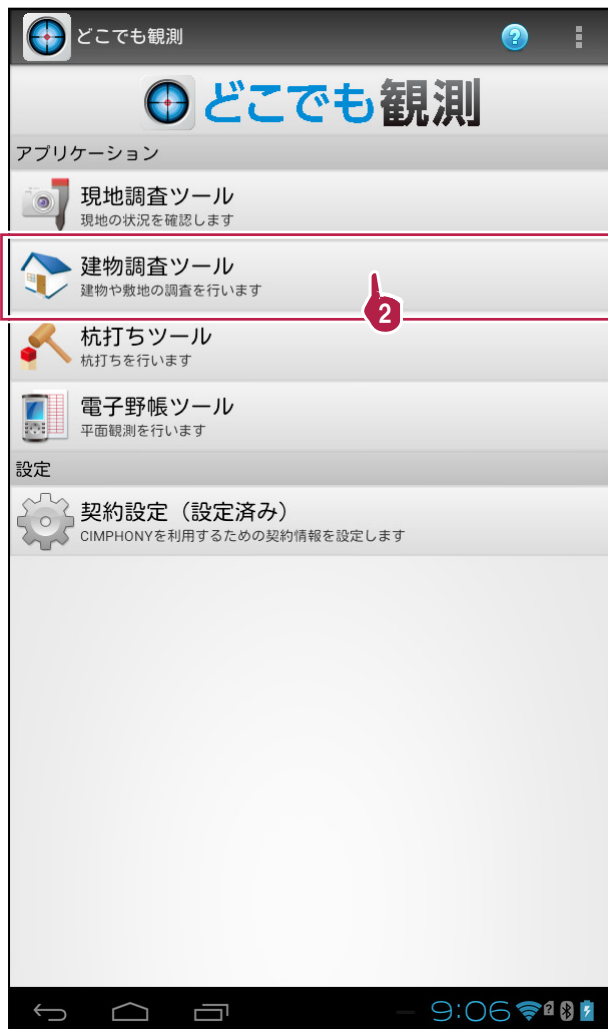 どこでも観測
どこでも観測
アプリケーション
現地調査ツール
現地の状況を確認します
建物調査ツール
建物や敷地の調査を行います
2
杭打ちツール
杭打ちを行います
電子野帳ツール
平面観測を行います
設定
契約設定（設定済み）
CIMPHONYを利用するための契約情報を設定します
9:06